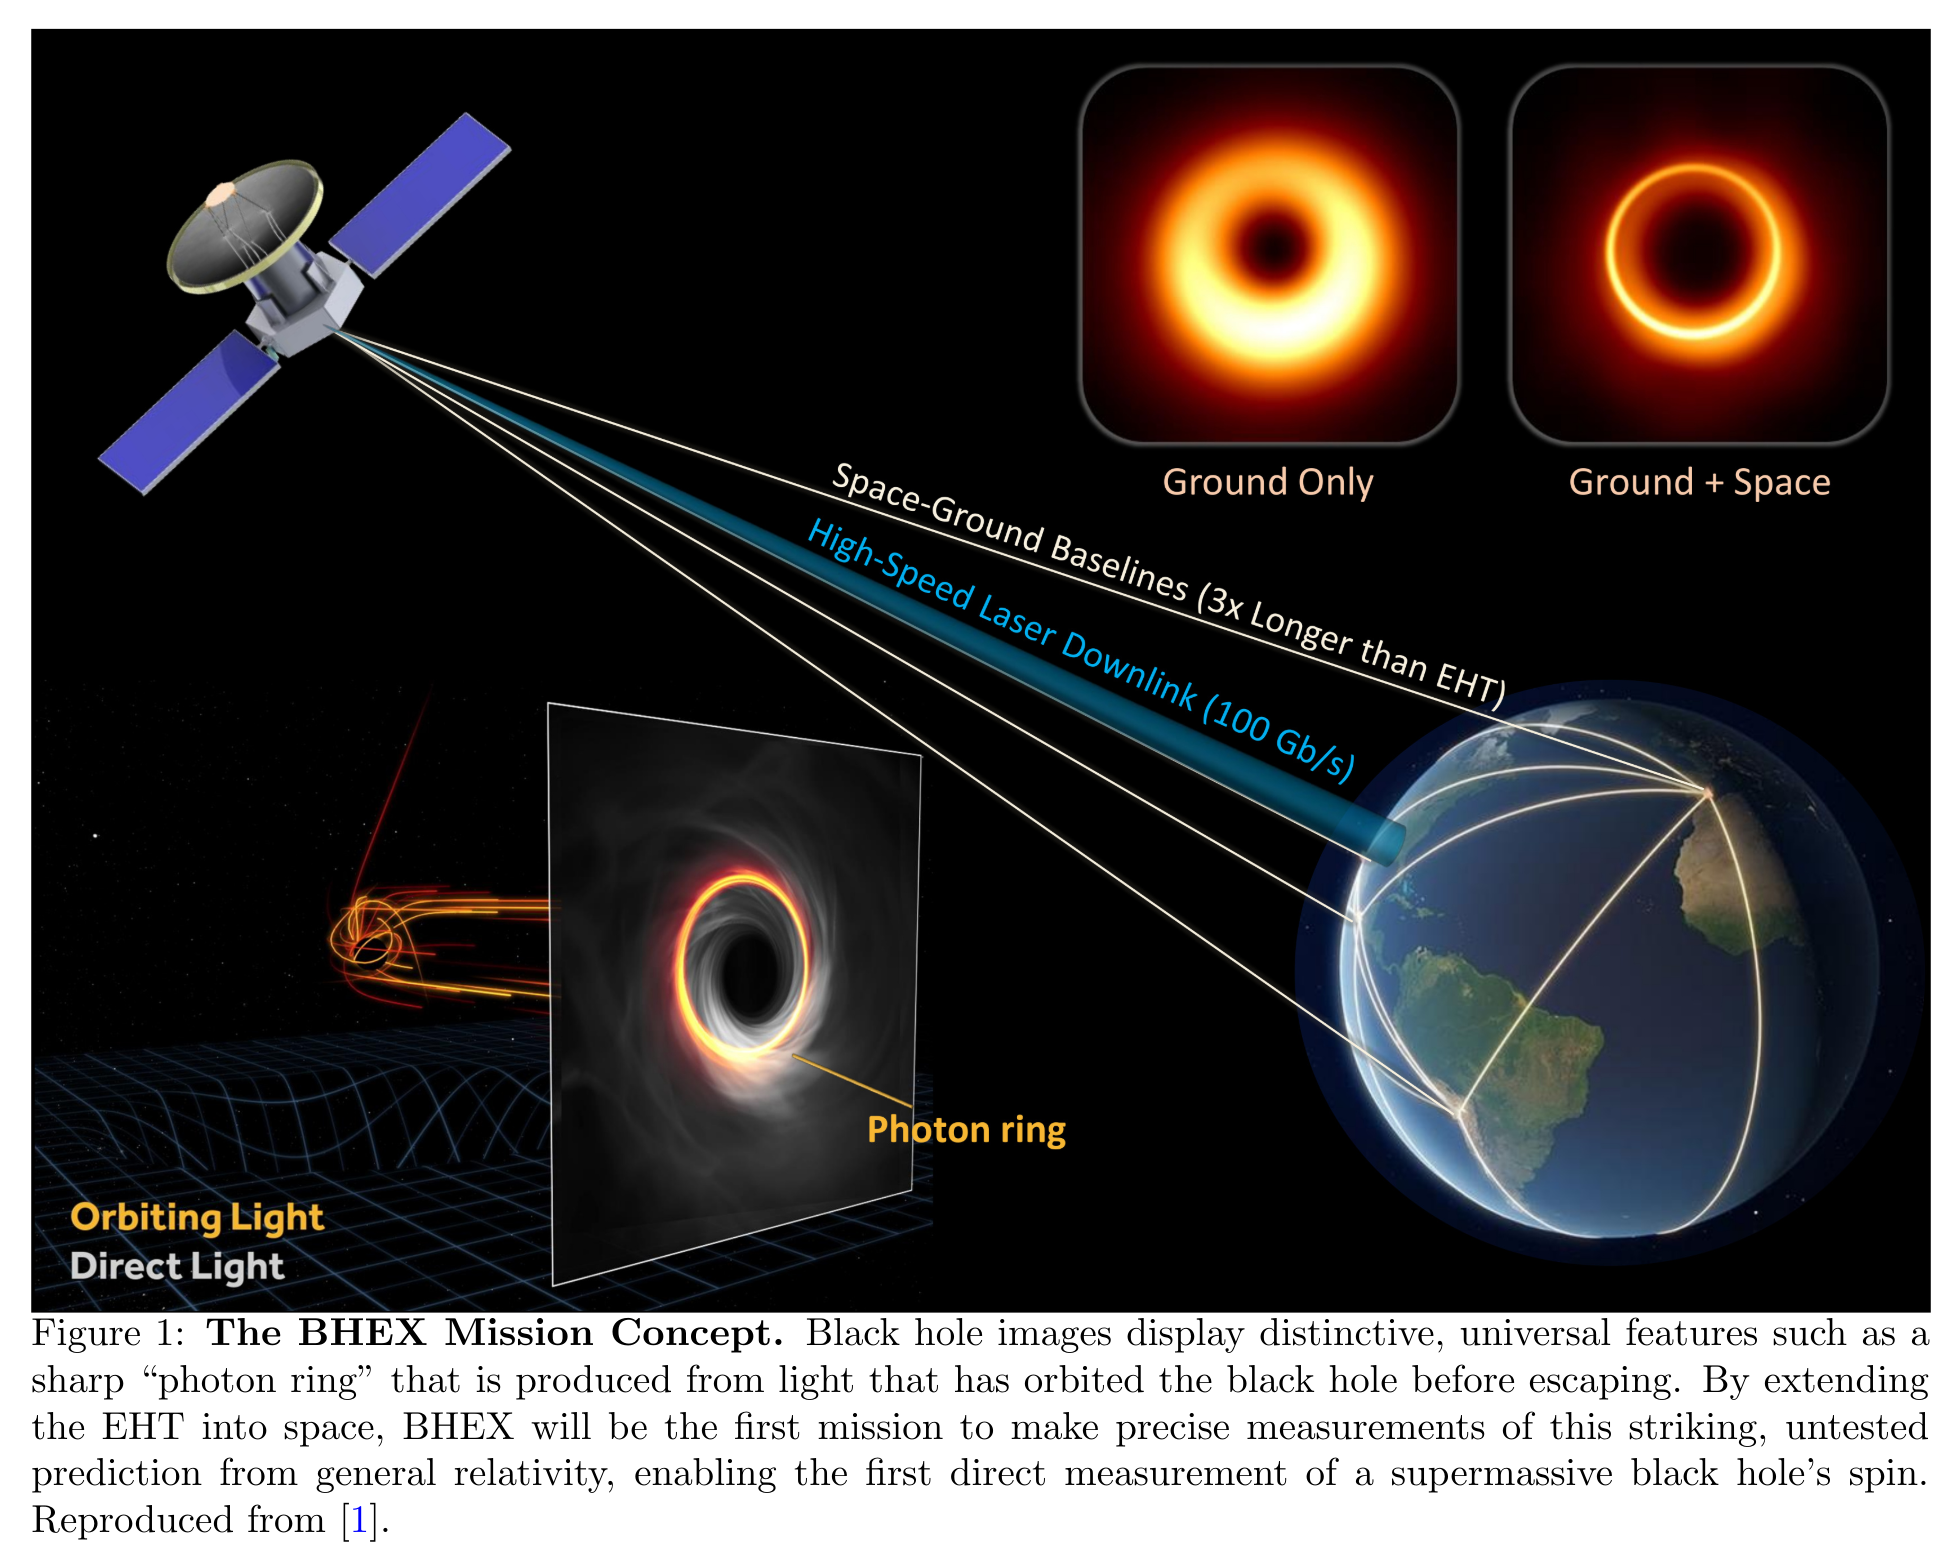 Ground Only
Ground + Space
Space-Ground Baselines (3x Longer than EHT)
High-Speed Laser Downlink (100 Gb/s)
Photon ring
Orbiting Light
Direct Light
Figure 1: The BHEX Mission Concept. Black hole images display distinctive, universal features such as a
sharp “photon ring” that is produced from light that has orbited the black hole before escaping. By extending
the EHT into space, BHEX will be the first mission to make precise measurements of this striking, untested
prediction from general relativity, enabling the first direct measurement of a supermassive black hole’s spin.
Reproduced from [1].